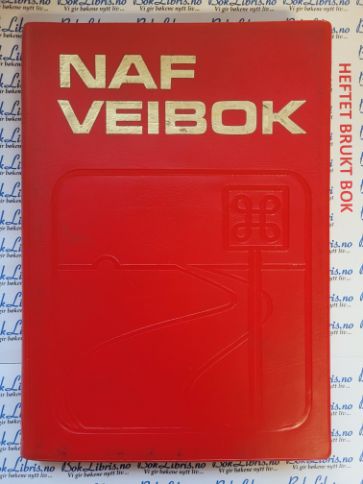 NAF
VEIBOK
HEFTET BRUKT BOK
BokLibris.no
Vi gir bøkene nytt liv...